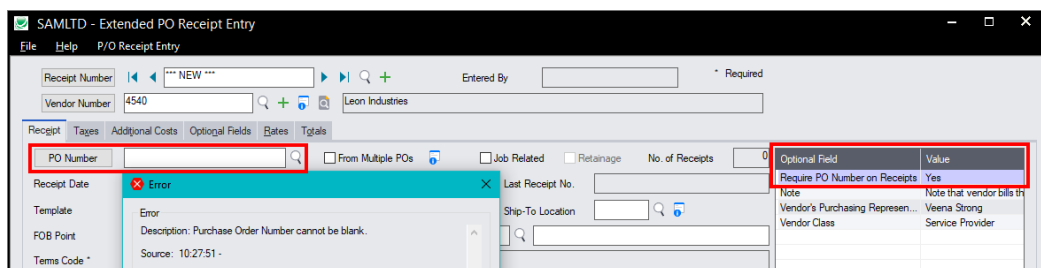 SAMLTD - Extended PO Receipt Entry
File Help P/O Receipt Entry
Receipt Number *** NEW *** Entered By * Required
Vendor Number 4540 Leon Industries
Receipt Taxes Additional Costs Optional Fields Rates Totals
PO Number From Multiple POs Job Related Retainage No. of Receipts 0 Optional Field Value
Require PO Number on Receipts Yes
Receipt Date Error Last Receipt No. Note Note that vendor bills th
Template Error Ship-To Location Vendor's Purchasing Represen... Veena Strong
Vendor Class Service Provider
FOB Point Description: Purchase Order Number cannot be blank.
Terms Code * Source: 10:27:51 -